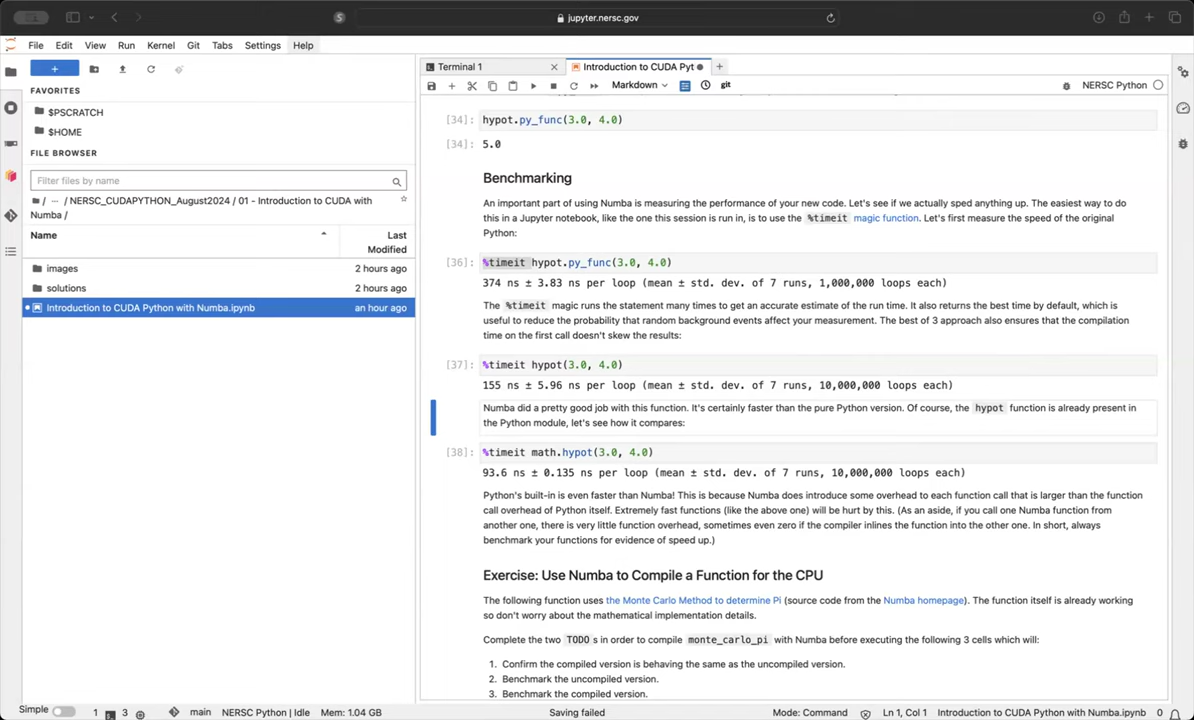 jupyter.nersc.gov
File Edit View Run Kernel Git Tabs Settings Help
FAVORITES
$PSCRATCH
$HOME
FILE BROWSER
Filter files by name
/ ··· / NERSC_CUDAPYTHON_August2024 / 01 - Introduction to CUDA with
Numba /
Name Last
Modified
images 2 hours ago
solutions 2 hours ago
Introduction to CUDA Python with Numba.ipynb an hour ago
Terminal 1
Introduction to CUDA Pyt
Markdown
git
NERSC Python
[34]: hypot.py_func(3.0, 4.0)
[34]: 5.0
Benchmarking
An important part of using Numba is measuring the performance of your new code. Let's see if we actually sped anything up. The easiest way to do
this in a Jupyter notebook, like the one this session is run in, is to use the %timeit magic function. Let's first measure the speed of the original
Python:
[36]: %timeit hypot.py_func(3.0, 4.0)
374 ns ± 3.83 ns per loop (mean ± std. dev. of 7 runs, 1,000,000 loops each)
The %timeit magic runs the statement many times to get an accurate estimate of the run time. It also returns the best time by default, which is
useful to reduce the probability that random background events affect your measurement. The best of 3 approach also ensures that the compilation
time on the first call doesn't skew the results:
[37]: %timeit hypot(3.0, 4.0)
155 ns ± 5.96 ns per loop (mean ± std. dev. of 7 runs, 10,000,000 loops each)
Numba did a pretty good job with this function. It's certainly faster than the pure Python version. Of course, the hypot function is already present in
the Python module, let's see how it compares:
[38]: %timeit math.hypot(3.0, 4.0)
93.6 ns ± 0.135 ns per loop (mean ± std. dev. of 7 runs, 10,000,000 loops each)
Python's built-in is even faster than Numba! This is because Numba does introduce some overhead to each function call that is larger than the function
call overhead of Python itself. Extremely fast functions (like the above one) will be hurt by this. (As an aside, if you call one Numba function from
another one, there is very little function overhead, sometimes even zero if the compiler inlines the function into the other one. In short, always
benchmark your functions for evidence of speed up.)
Exercise: Use Numba to Compile a Function for the CPU
The following function uses the Monte Carlo Method to determine Pi (source code from the Numba homepage). The function itself is already working
so don't worry about the mathematical implementation details.
Complete the two TODO s in order to compile monte_carlo_pi with Numba before executing the following 3 cells which will:
1. Confirm the compiled version is behaving the same as the uncompiled version.
2. Benchmark the uncompiled version.
3. Benchmark the compiled version.
Simple 1 3 main NERSC Python | Idle Mem: 1.04 GB Saving failed Mode: Command Ln 1, Col 1 Introduction to CUDA Python with Numba.ipynb 0